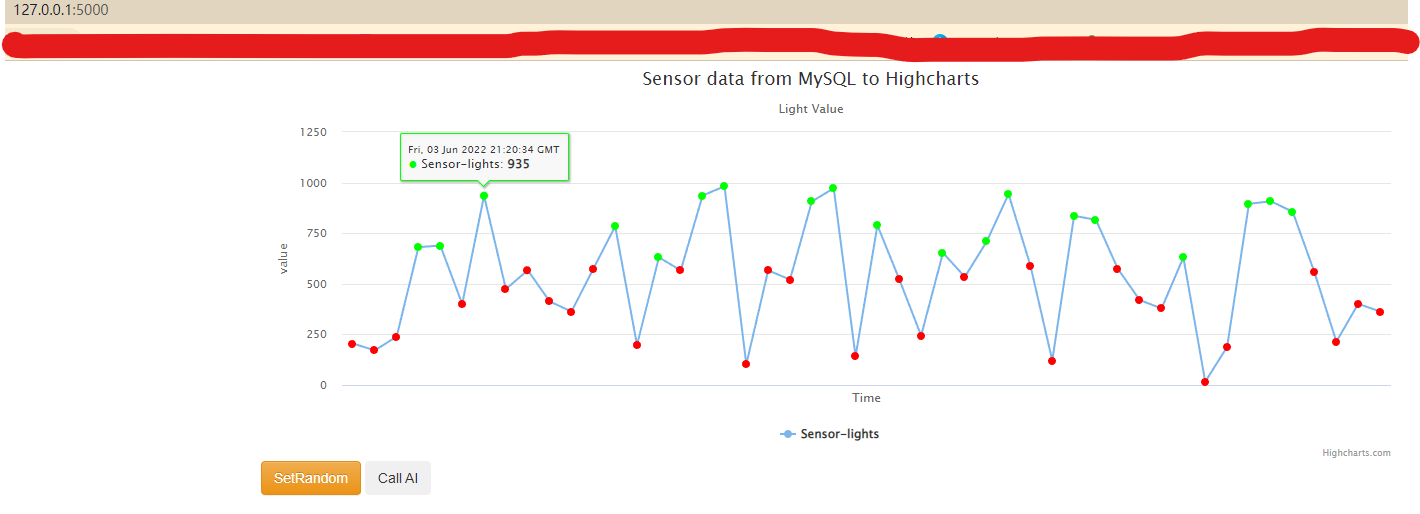 127.0.0.1:5000
Sensor data from MySQL to Highcharts
Light Value
1250
Fri, 03 Jun 2022 21:20:34 GMT
Sensor-lights: 935
1000
750
value
500
250
0
Time
Sensor-lights
Highcharts.com
SetRandom
Call AI